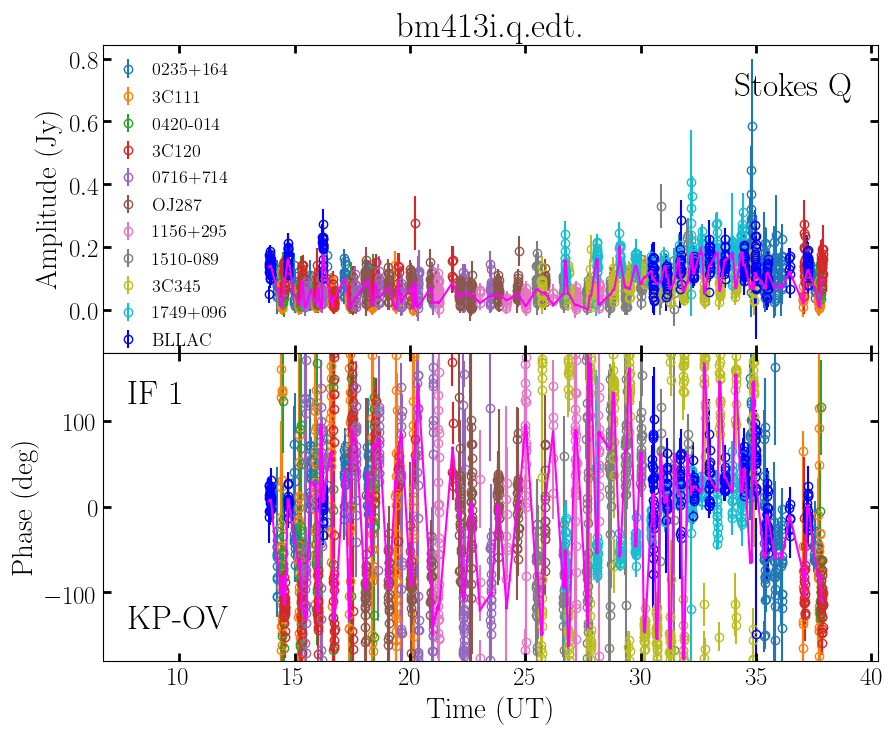 bm413i.q.edt.
Stokes Q
0235+164
3C111
0420-014
3C120
0716+714
OJ287
1156+295
1510-089
3C345
1749+096
BLLAC
Amplitude (Jy)
0.8
0.6
0.4
0.2
0.0
IF 1
KP-OV
Phase (deg)
100
0
−100
10
15
20
25
30
35
40
Time (UT)